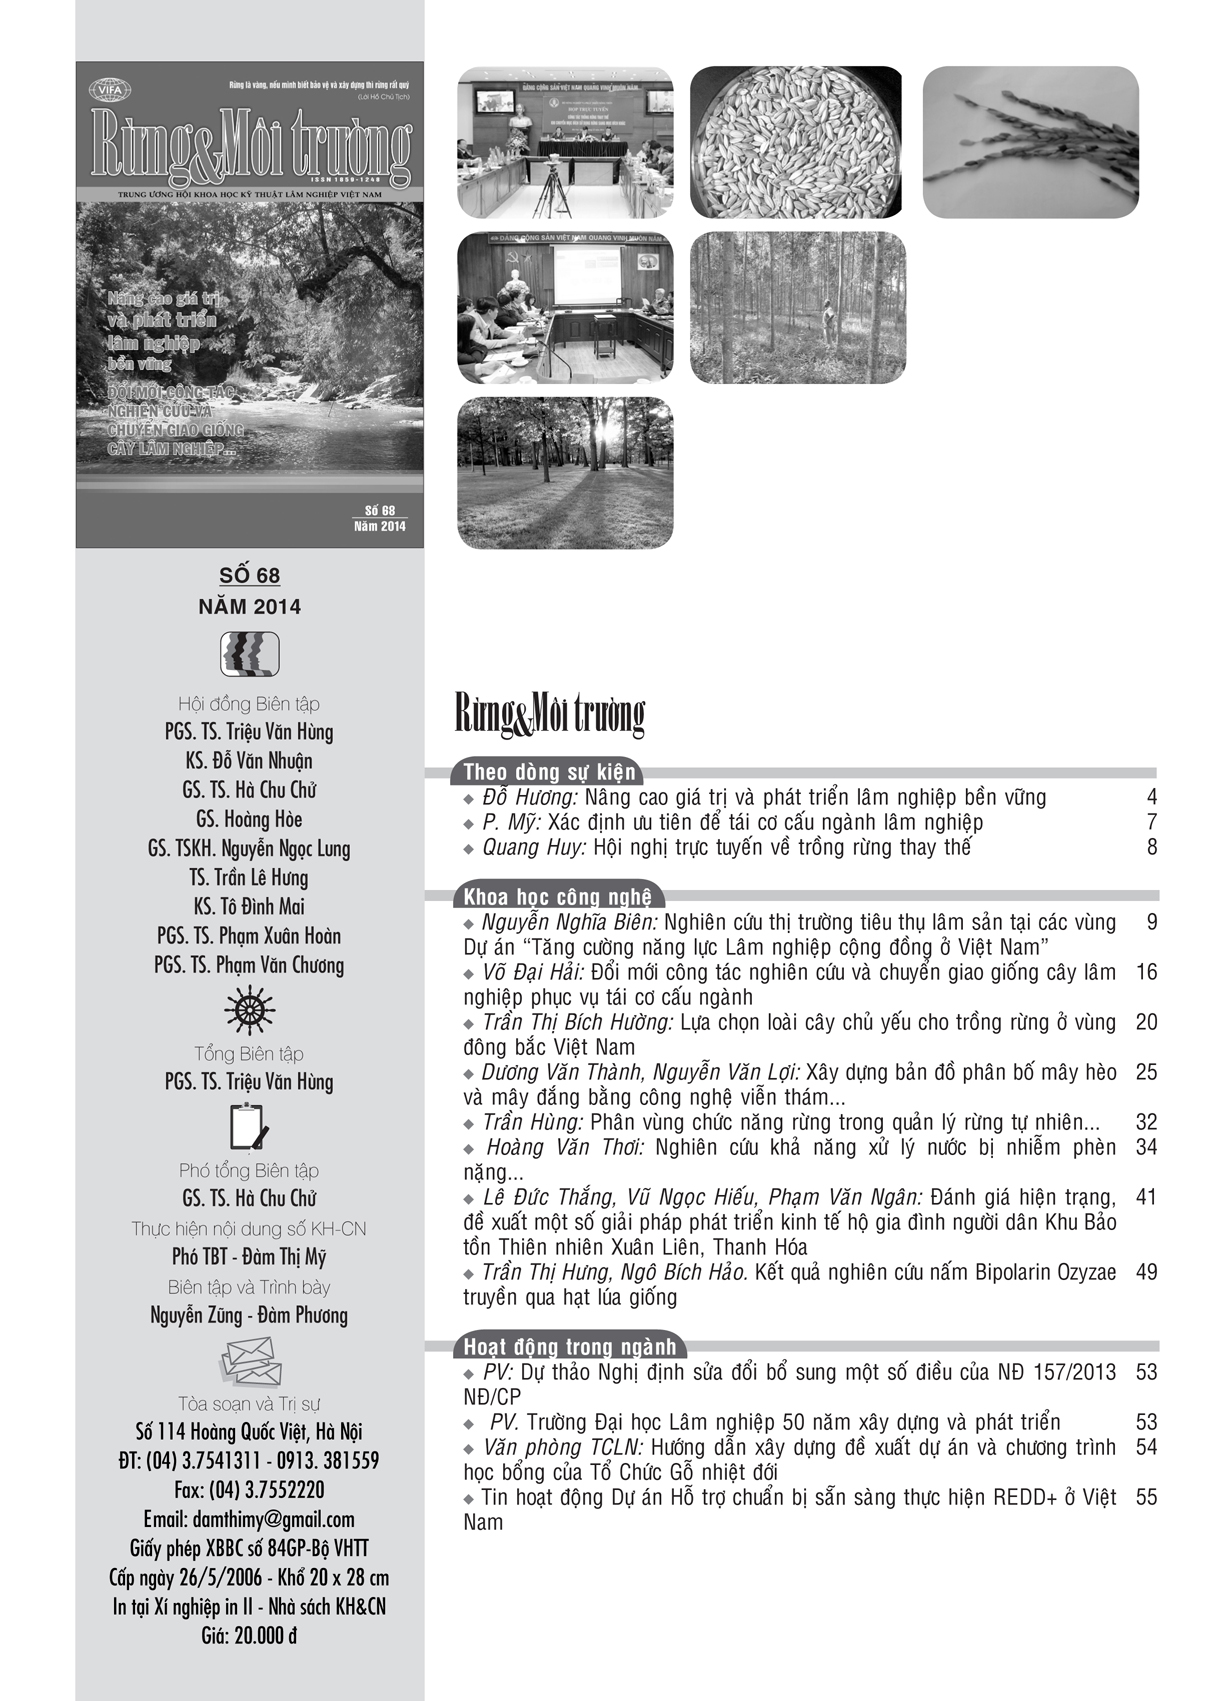 VIFA
Rừng là vàng, nếu mình biết bảo vệ và xây dựng thì rừng rất quý
(Lời Hồ Chủ Tịch)
Rừng&Môi trường
ISSN 1859-1248
TRUNG ƯƠNG HỘI KHOA HỌC KỸ THUẬT LÂM NGHIỆP VIỆT NAM
Nâng cao giá trị
và phát triển
lâm nghiệp
bền vững
ĐỔI MỚI CÔNG TÁC
NGHIÊN CỨU VÀ
CHUYỂN GIAO GIỐNG
CÂY LÂM NGHIỆP...
Số 68
Năm 2014
SỐ 68
NĂM 2014
Hội đồng Biên tập
PGS. TS. Triệu Văn Hùng
KS. Đỗ Văn Nhuận
GS. TS. Hà Chu Chử
GS. Hoàng Hòe
GS. TSKH. Nguyễn Ngọc Lung
TS. Trần Lê Hưng
KS. Tô Đình Mai
PGS. TS. Phạm Xuân Hoàn
PGS. TS. Phạm Văn Chương
Tổng Biên tập
PGS. TS. Triệu Văn Hùng
Phó tổng Biên tập
GS. TS. Hà Chu Chử
Thực hiện nội dung số KH-CN
Phó TBT - Đàm Thị Mỹ
Biên tập và Trình bày
Nguyễn Zũng - Đàm Phương
Tòa soạn và Trị sự
Số 114 Hoàng Quốc Việt, Hà Nội
ĐT: (04) 3.7541311 - 0913. 381559
Fax: (04) 3.7552220
Email: damthimy@gmail.com
Giấy phép XBBC số 84GP-Bộ VHTT
Cấp ngày 26/5/2006 - Khổ 20 x 28 cm
In tại Xí nghiệp in II - Nhà sách KH&CN
Giá: 20.000 đ
ĐẢNG CỘNG SẢN VIỆT NAM QUANG VINH MUÔN NĂM
HỌP TRỰC TUYẾN
ĐẢNG CỘNG SẢN VIỆT NAM QUANG VINH MUÔN NĂM
Rừng&Môi trường
Theo dòng sự kiện
◆ Đỗ Hương: Nâng cao giá trị và phát triển lâm nghiệp bền vững 4
◆ P. Mỹ: Xác định ưu tiên để tái cơ cấu ngành lâm nghiệp 7
◆ Quang Huy: Hội nghị trực tuyến về trồng rừng thay thế 8
Khoa học công nghệ
◆ Nguyễn Nghĩa Biên: Nghiên cứu thị trường tiêu thụ lâm sản tại các vùng 9
Dự án “Tăng cường năng lực Lâm nghiệp cộng đồng ở Việt Nam”
◆ Võ Đại Hải: Đổi mới công tác nghiên cứu và chuyển giao giống cây lâm 16
nghiệp phục vụ tái cơ cấu ngành
◆ Trần Thị Bích Hường: Lựa chọn loài cây chủ yếu cho trồng rừng ở vùng 20
đông bắc Việt Nam
◆ Dương Văn Thành, Nguyễn Văn Lợi: Xây dựng bản đồ phân bố mây hèo 25
và mây đắng bằng công nghệ viễn thám...
◆ Trần Hùng: Phân vùng chức năng rừng trong quản lý rừng tự nhiên... 32
◆ Hoàng Văn Thơi: Nghiên cứu khả năng xử lý nước bị nhiễm phèn 34
nặng...
◆ Lê Đức Thắng, Vũ Ngọc Hiếu, Phạm Văn Ngân: Đánh giá hiện trạng, 41
đề xuất một số giải pháp phát triển kinh tế hộ gia đình người dân Khu Bảo
tồn Thiên nhiên Xuân Liên, Thanh Hóa
◆ Trần Thị Hưng, Ngô Bích Hảo. Kết quả nghiên cứu nấm Bipolarin Ozyzae 49
truyền qua hạt lúa giống
Hoạt động trong ngành
◆ PV: Dự thảo Nghị định sửa đổi bổ sung một số điều của NĐ 157/2013 53
NĐ/CP
◆ PV. Trường Đại học Lâm nghiệp 50 năm xây dựng và phát triển 53
◆ Văn phòng TCLN: Hướng dẫn xây dựng đề xuất dự án và chương trình 54
học bổng của Tổ Chức Gỗ nhiệt đới
◆ Tin hoạt động Dự án Hỗ trợ chuẩn bị sẵn sàng thực hiện REDD+ ở Việt 55
Nam